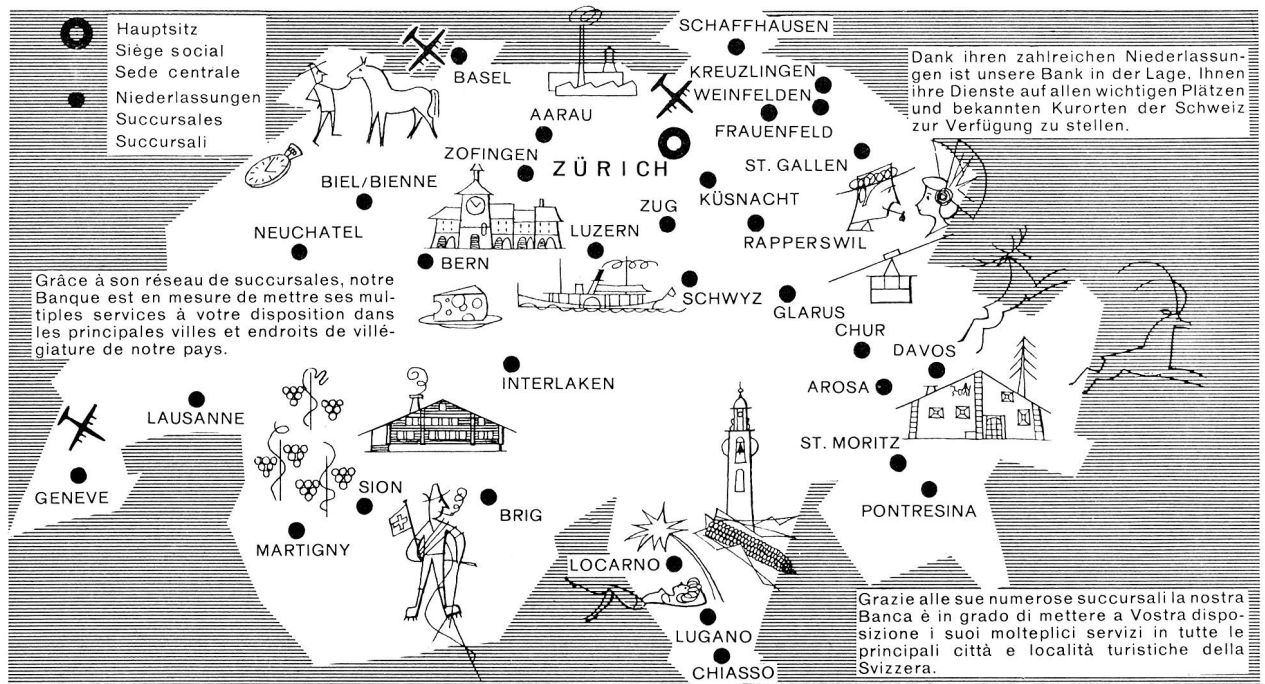 Hauptsitz
Siège social
Sede centrale
Niederlassungen
Succursales
Succursali
SCHAFFHAUSEN
BASEL
KREUZLINGEN
WEINFELDEN
Dank ihren zahlreichen Niederlassun-
gen ist unsere Bank in der Lage, Ihnen
ihre Dienste auf allen wichtigen Plätzen
und bekannten Kurorten der Schweiz
zur Verfügung zu stellen.
AARAU
FRAUENFELD
ZOFINGEN
ZÜRICH
ST. GALLEN
BIEL/BIENNE
KÜSNACHT
ZUG
NEUCHATEL
LUZERN
RAPPERSWIL
BERN
Grâce à son réseau de succursales, notre
Banque est en mesure de mettre ses mul-
tiples services à votre disposition dans
les principales villes et endroits de villé-
giature de notre pays.
SCHWYZ
GLARUS
CHUR
DAVOS
INTERLAKEN
AROSA
LAUSANNE
ST. MORITZ
GENEVE
SION
BRIG
PONTRESINA
MARTIGNY
LOCARNO
LUGANO
CHIASSO
Grazie alle sue numerose succursali la nostra
Banca è in grado di mettere a Vostra dispo-
sizione i suoi molteplici servizi in tutte le
principali città e località turistiche della
Svizzera.